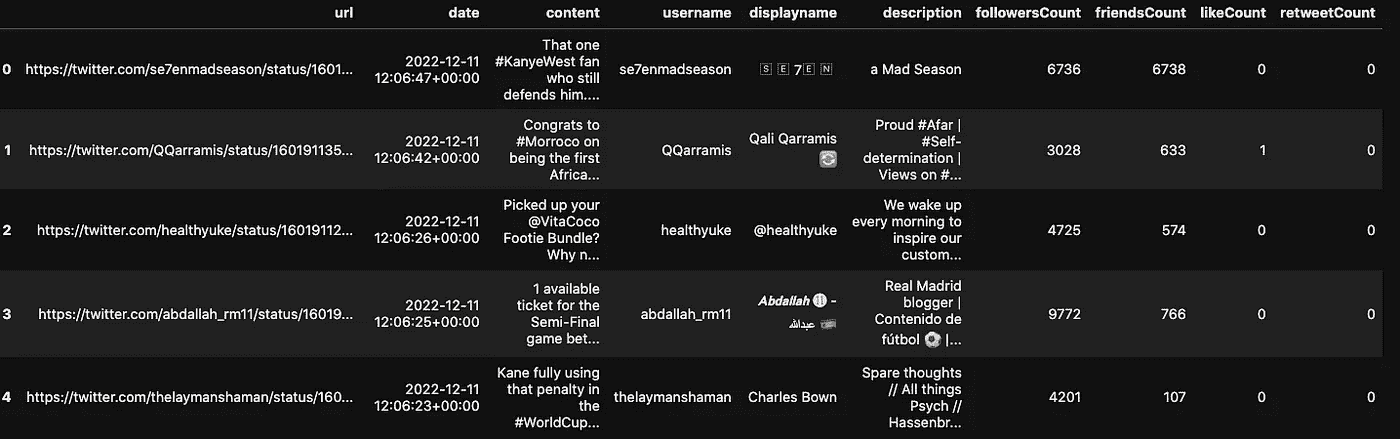 url date content username displayname description followersCount friendsCount likeCount retweetCount
0 https://twitter.com/se7enmadseason/status/1601... 2022-12-11 12:06:47+00:00 That one #KanyeWest fan who still defends him.... se7enmadseason 🅂 🄴 7🄴 🄽 a Mad Season 6736 6738 0 0
1 https://twitter.com/QQarramis/status/160191135... 2022-12-11 12:06:42+00:00 Congrats to #Morroco on being the first Africa... QQarramis Qali Qarramis 🔄 Proud #Afar | #Self-determination | Views on #... 3028 633 1 0
2 https://twitter.com/healthyuke/status/16019112... 2022-12-11 12:06:26+00:00 Picked up your @VitaCoco Footie Bundle? Why n... healthyuke @healthyuke We wake up every morning to inspire our custom... 4725 574 0 0
3 https://twitter.com/abdallah_rm11/status/16019... 2022-12-11 12:06:25+00:00 1 available ticket for the Semi-Final game bet... abdallah_rm11 Abdallah ⓫ - عبدالله Real Madrid blogger | Contenido de fútbol ⚽ |... 9772 766 0 0
4 https://twitter.com/thelaymanshaman/status/160... 2022-12-11 12:06:23+00:00 Kane fully using that penalty in the #WorldCup... thelaymanshaman Charles Bown Spare thoughts // All things Psych // Hassenbr... 4201 107 0 0